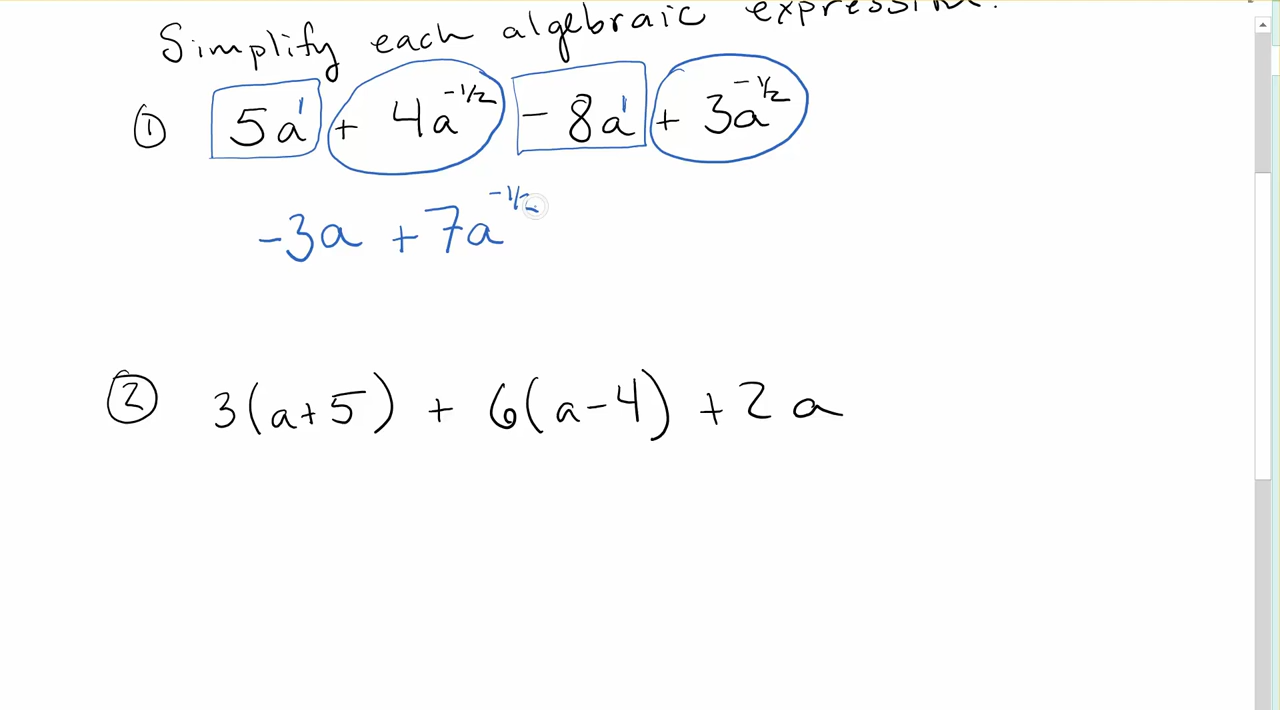 Simplify each algebraic expression.
① 5a¹ + 4a^(-1/2) - 8a¹ + 3a^(-1/2)
-3a + 7a^(-1/2)
② 3(a+5) + 6(a-4) + 2a